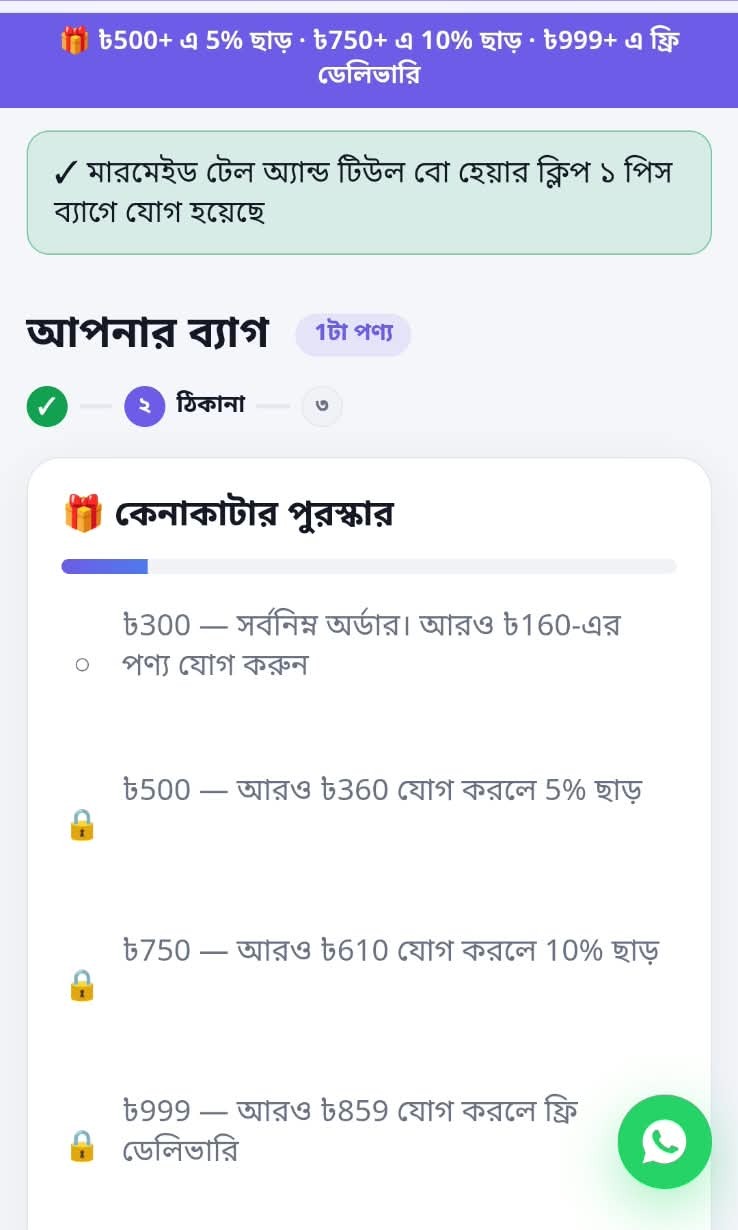 🎁 ৳500+ এ 5% ছাড় · ৳750+ এ 10% ছাড় · ৳999+ এ ফ্রি
ডেলিভারি
✓ মারমেইড টেল অ্যান্ড টিউল বো হেয়ার ক্লিপ ১ পিস
ব্যাগে যোগ হয়েছে
আপনার ব্যাগ 1টা পণ্য
✓ ২ ঠিকানা ৩
🎁 কেনাকাটার পুরস্কার
৳300 — সর্বনিম্ন অর্ডার। আরও ৳160-এর
○ পণ্য যোগ করুন
৳500 — আরও ৳360 যোগ করলে 5% ছাড়
🔒
৳750 — আরও ৳610 যোগ করলে 10% ছাড়
🔒
৳999 — আরও ৳859 যোগ করলে ফ্রি
🔒 ডেলিভারি